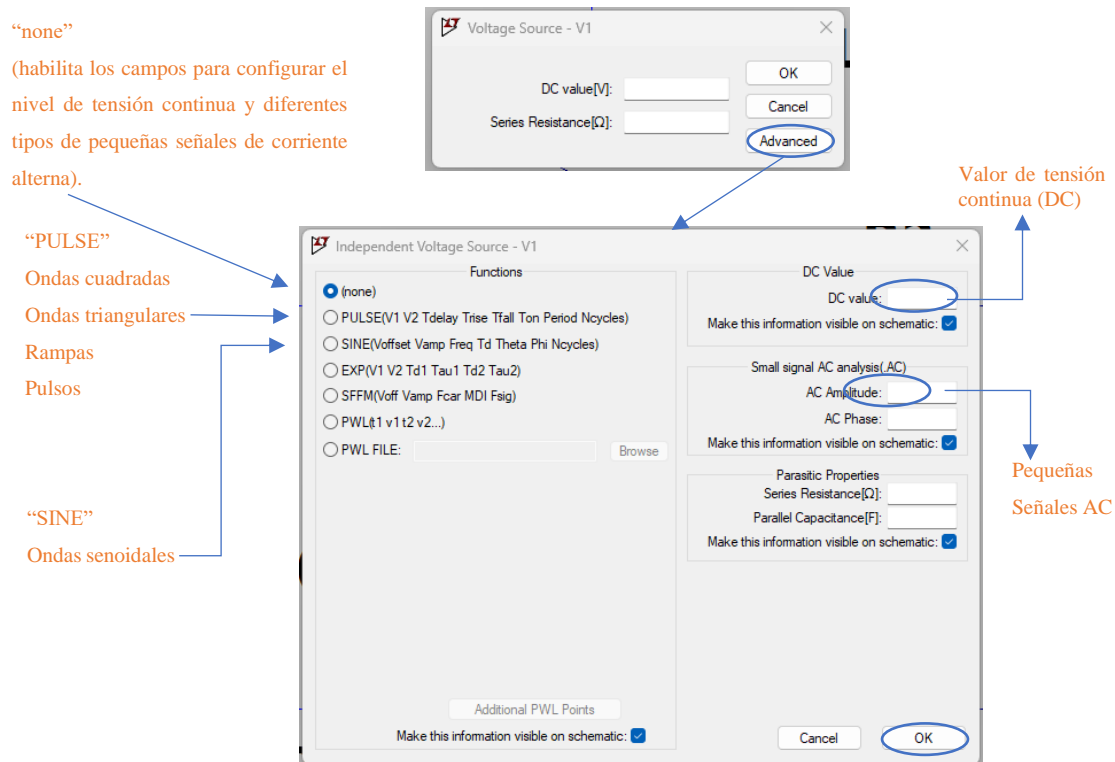 “none”
(habilita los campos para configurar el
nivel de tensión continua y diferentes
tipos de pequeñas señales de corriente
alterna).
Voltage Source - V1
DC value[V]:
Series Resistance[Ω]:
OK
Cancel
Advanced
Valor de tensión
continua (DC)
“PULSE”
Ondas cuadradas
Ondas triangulares
Rampas
Pulsos
“SINE”
Ondas senoidales
Independent Voltage Source - V1
Functions
(none)
PULSE(V1 V2 Tdelay Trise Tfall Ton Period Ncycles)
SINE(Voffset Vamp Freq Td Theta Phi Ncycles)
EXP(V1 V2 Td1 Tau1 Td2 Tau2)
SFFM(Voff Vamp Fcar MDI Fsig)
PWL(t1 v1 t2 v2...)
PWL FILE:
Browse
Additional PWL Points
Make this information visible on schematic:
DC Value
DC value:
Make this information visible on schematic:
Small signal AC analysis(.AC)
AC Amplitude:
AC Phase:
Make this information visible on schematic:
Parasitic Properties
Series Resistance[Ω]:
Parallel Capacitance[F]:
Make this information visible on schematic:
Cancel
OK
Pequeñas
Señales AC